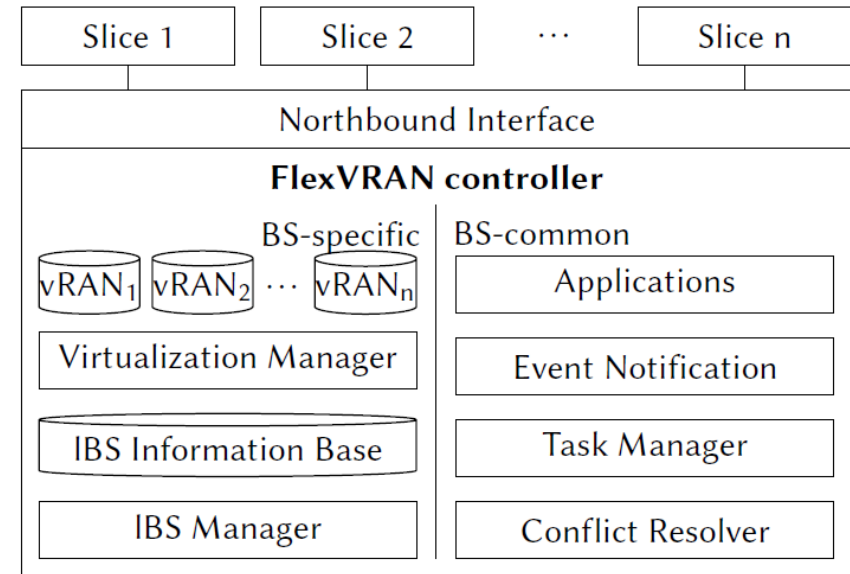 Slice 1
Slice 2
⋯
Slice n
Northbound Interface
FlexVRAN controller
BS-specific
vRAN₁
vRAN₂
⋯
vRANₙ
Virtualization Manager
IBS Information Base
IBS Manager
BS-common
Applications
Event Notification
Task Manager
Conflict Resolver